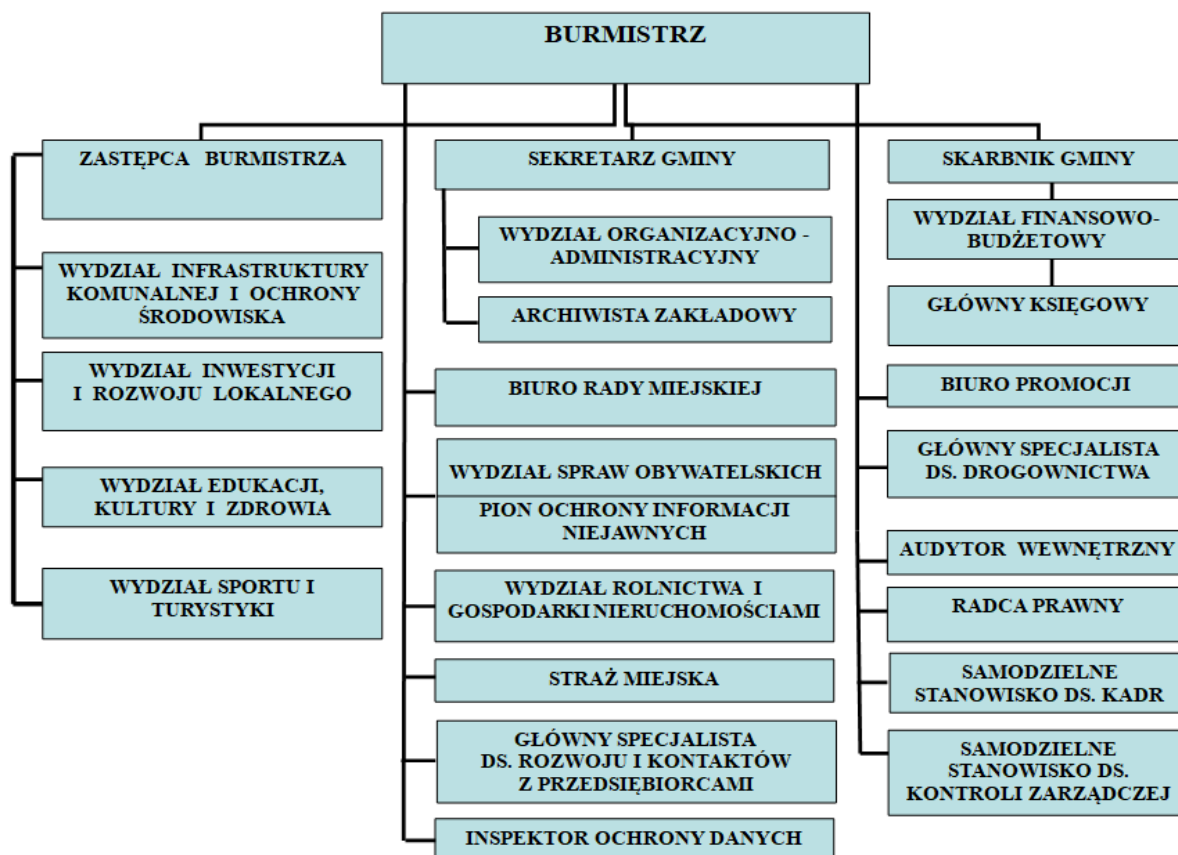 BURMISTRZ
ZASTĘPCA BURMISTRZA
WYDZIAŁ INFRASTRUKTURY
KOMUNALNEJ I OCHRONY
ŚRODOWISKA
WYDZIAŁ INWESTYCJI
I ROZWOJU LOKALNEGO
WYDZIAŁ EDUKACJI,
KULTURY I ZDROWIA
WYDZIAŁ SPORTU I
TURYSTYKI
SEKRETARZ GMINY
WYDZIAŁ ORGANIZACYJNO -
ADMINISTRACYJNY
ARCHIWISTA ZAKŁADOWY
BIURO RADY MIEJSKIEJ
WYDZIAŁ SPRAW OBYWATELSKICH
PION OCHRONY INFORMACJI
NIEJAWNYCH
WYDZIAŁ ROLNICTWA I
GOSPODARKI NIERUCHOMOŚCIAMI
STRAŻ MIEJSKA
GŁÓWNY SPECJALISTA
DS. ROZWOJU I KONTAKTÓW
Z PRZEDSIĘBIORCAMI
INSPEKTOR OCHRONY DANYCH
SKARBNIK GMINY
WYDZIAŁ FINANSOWO-
BUDŻETOWY
GŁÓWNY KSIĘGOWY
BIURO PROMOCJI
GŁÓWNY SPECJALISTA
DS. DROGOWNICTWA
AUDYTOR WEWNĘTRZNY
RADCA PRAWNY
SAMODZIELNE
STANOWISKO DS. KADR
SAMODZIELNE
STANOWISKO DS.
KONTROLI ZARZĄDCZEJ